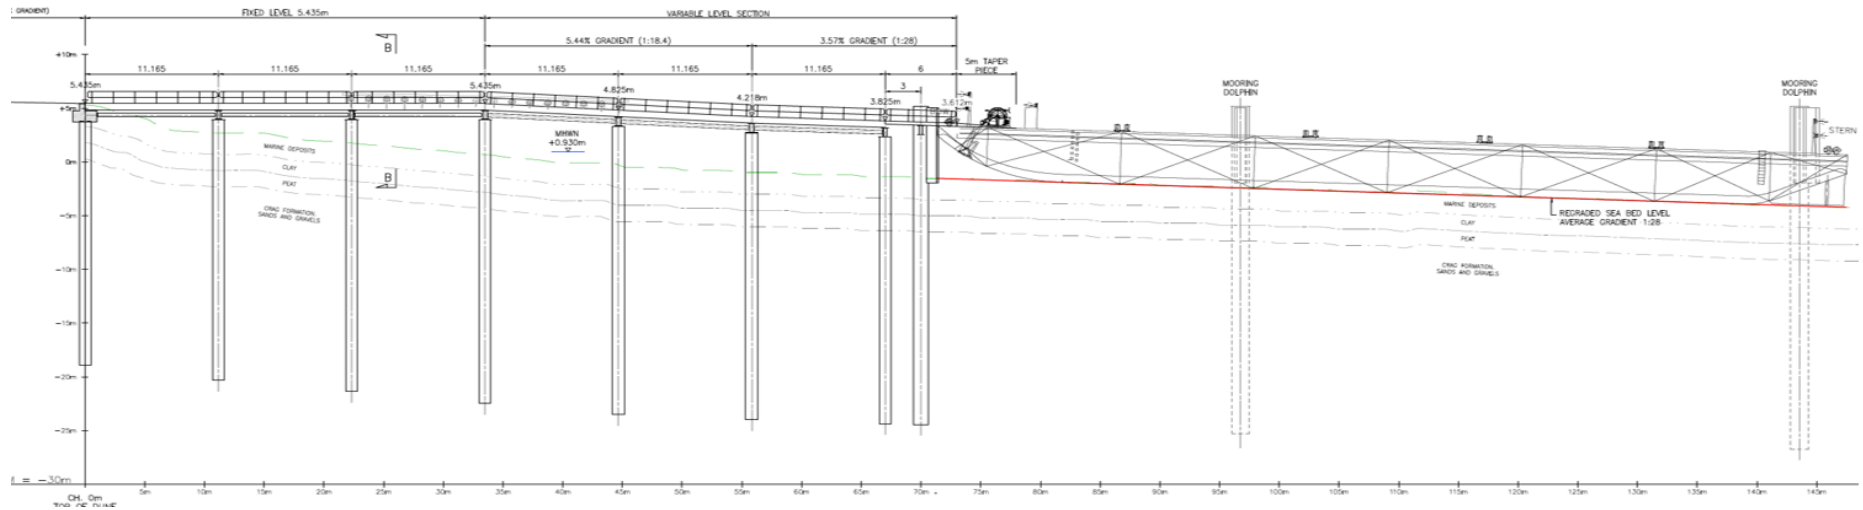 GRADIENT)
FIXED LEVEL 5.435m
VARIABLE LEVEL SECTION
B
5.44% GRADIENT (1:18.4)
3.57% GRADIENT (1:28)
+10m
11.165
11.165
11.165
11.165
11.165
11.165
6
5m TAPER
PIECE
3
5.435m
5.435m
4.825m
4.218m
3.825m
3.612m
MOORING
DOLPHIN
MOORING
DOLPHIN
+5m
STERN
MHWN
+0.930m
MARINE DEPOSITS
0m
CLAY
B
PEAT
CRAG FORMATION,
SANDS AND GRAVELS
-5m
MARINE DEPOSITS
REGRADED SEA BED LEVEL
AVERAGE GRADIENT 1:28
CLAY
PEAT
CRAG FORMATION,
SANDS AND GRAVELS
-10m
-15m
-20m
-25m
= -30m
CH. 0m
5m
10m
15m
20m
25m
30m
35m
40m
45m
50m
55m
60m
65m
70m
75m
80m
85m
90m
95m
100m
105m
110m
115m
120m
125m
130m
135m
140m
145m
TOP OF DUNE